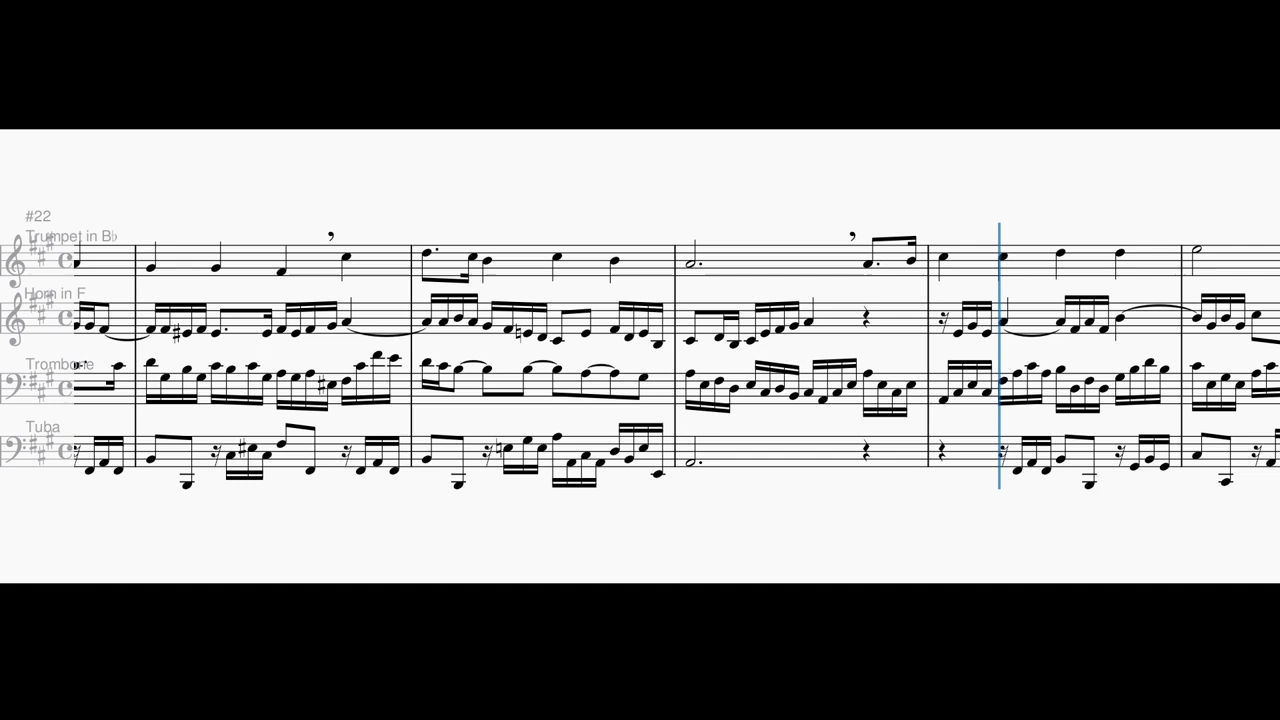 #22
Trumpet in B♭
Horn in F
Trombone
Tuba